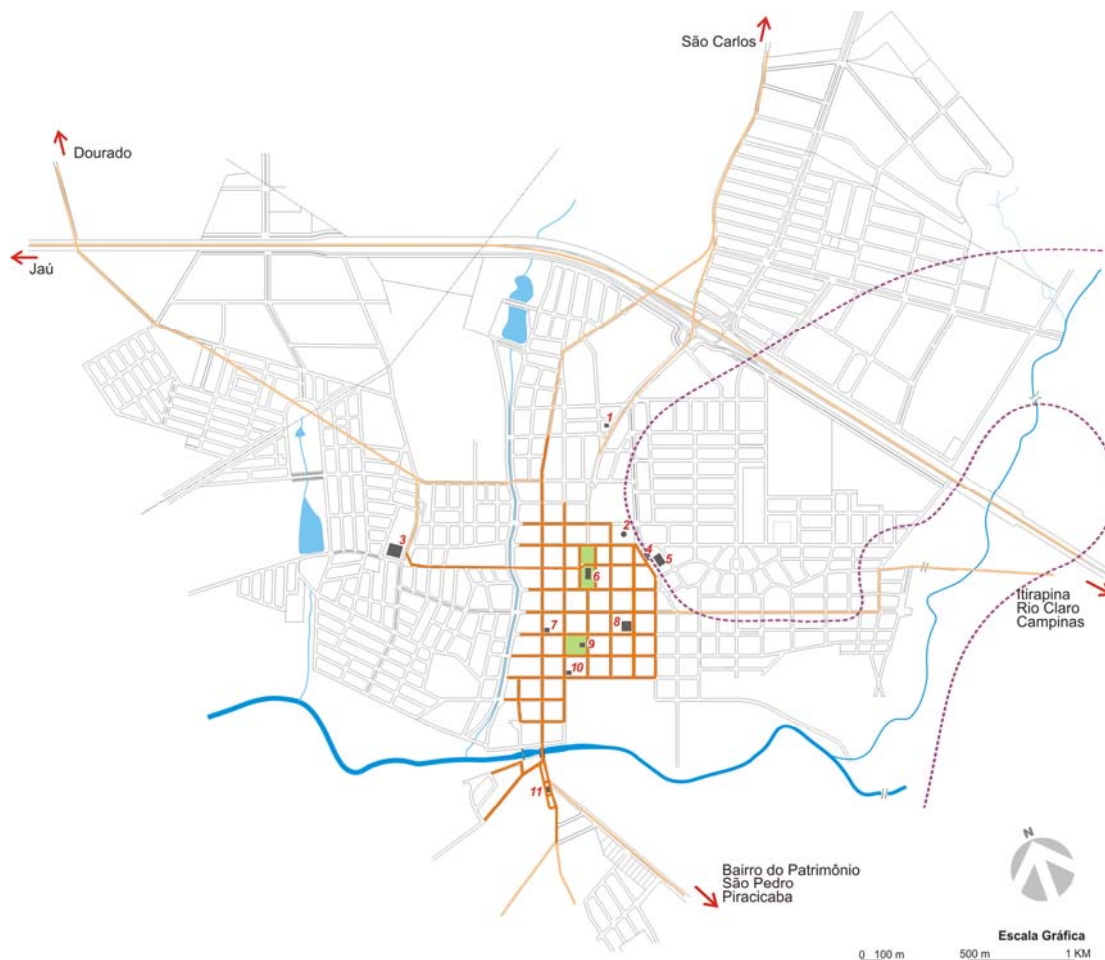 São Carlos
Dourado
Jaú
1
2
3
4
5
6
7
8
9
10
11
Itirapina
Rio Claro
Campinas
Bairro do Patrimônio
São Pedro
Piracicaba
N
Escala Gráfica
0 100 m 500 m 1 KM